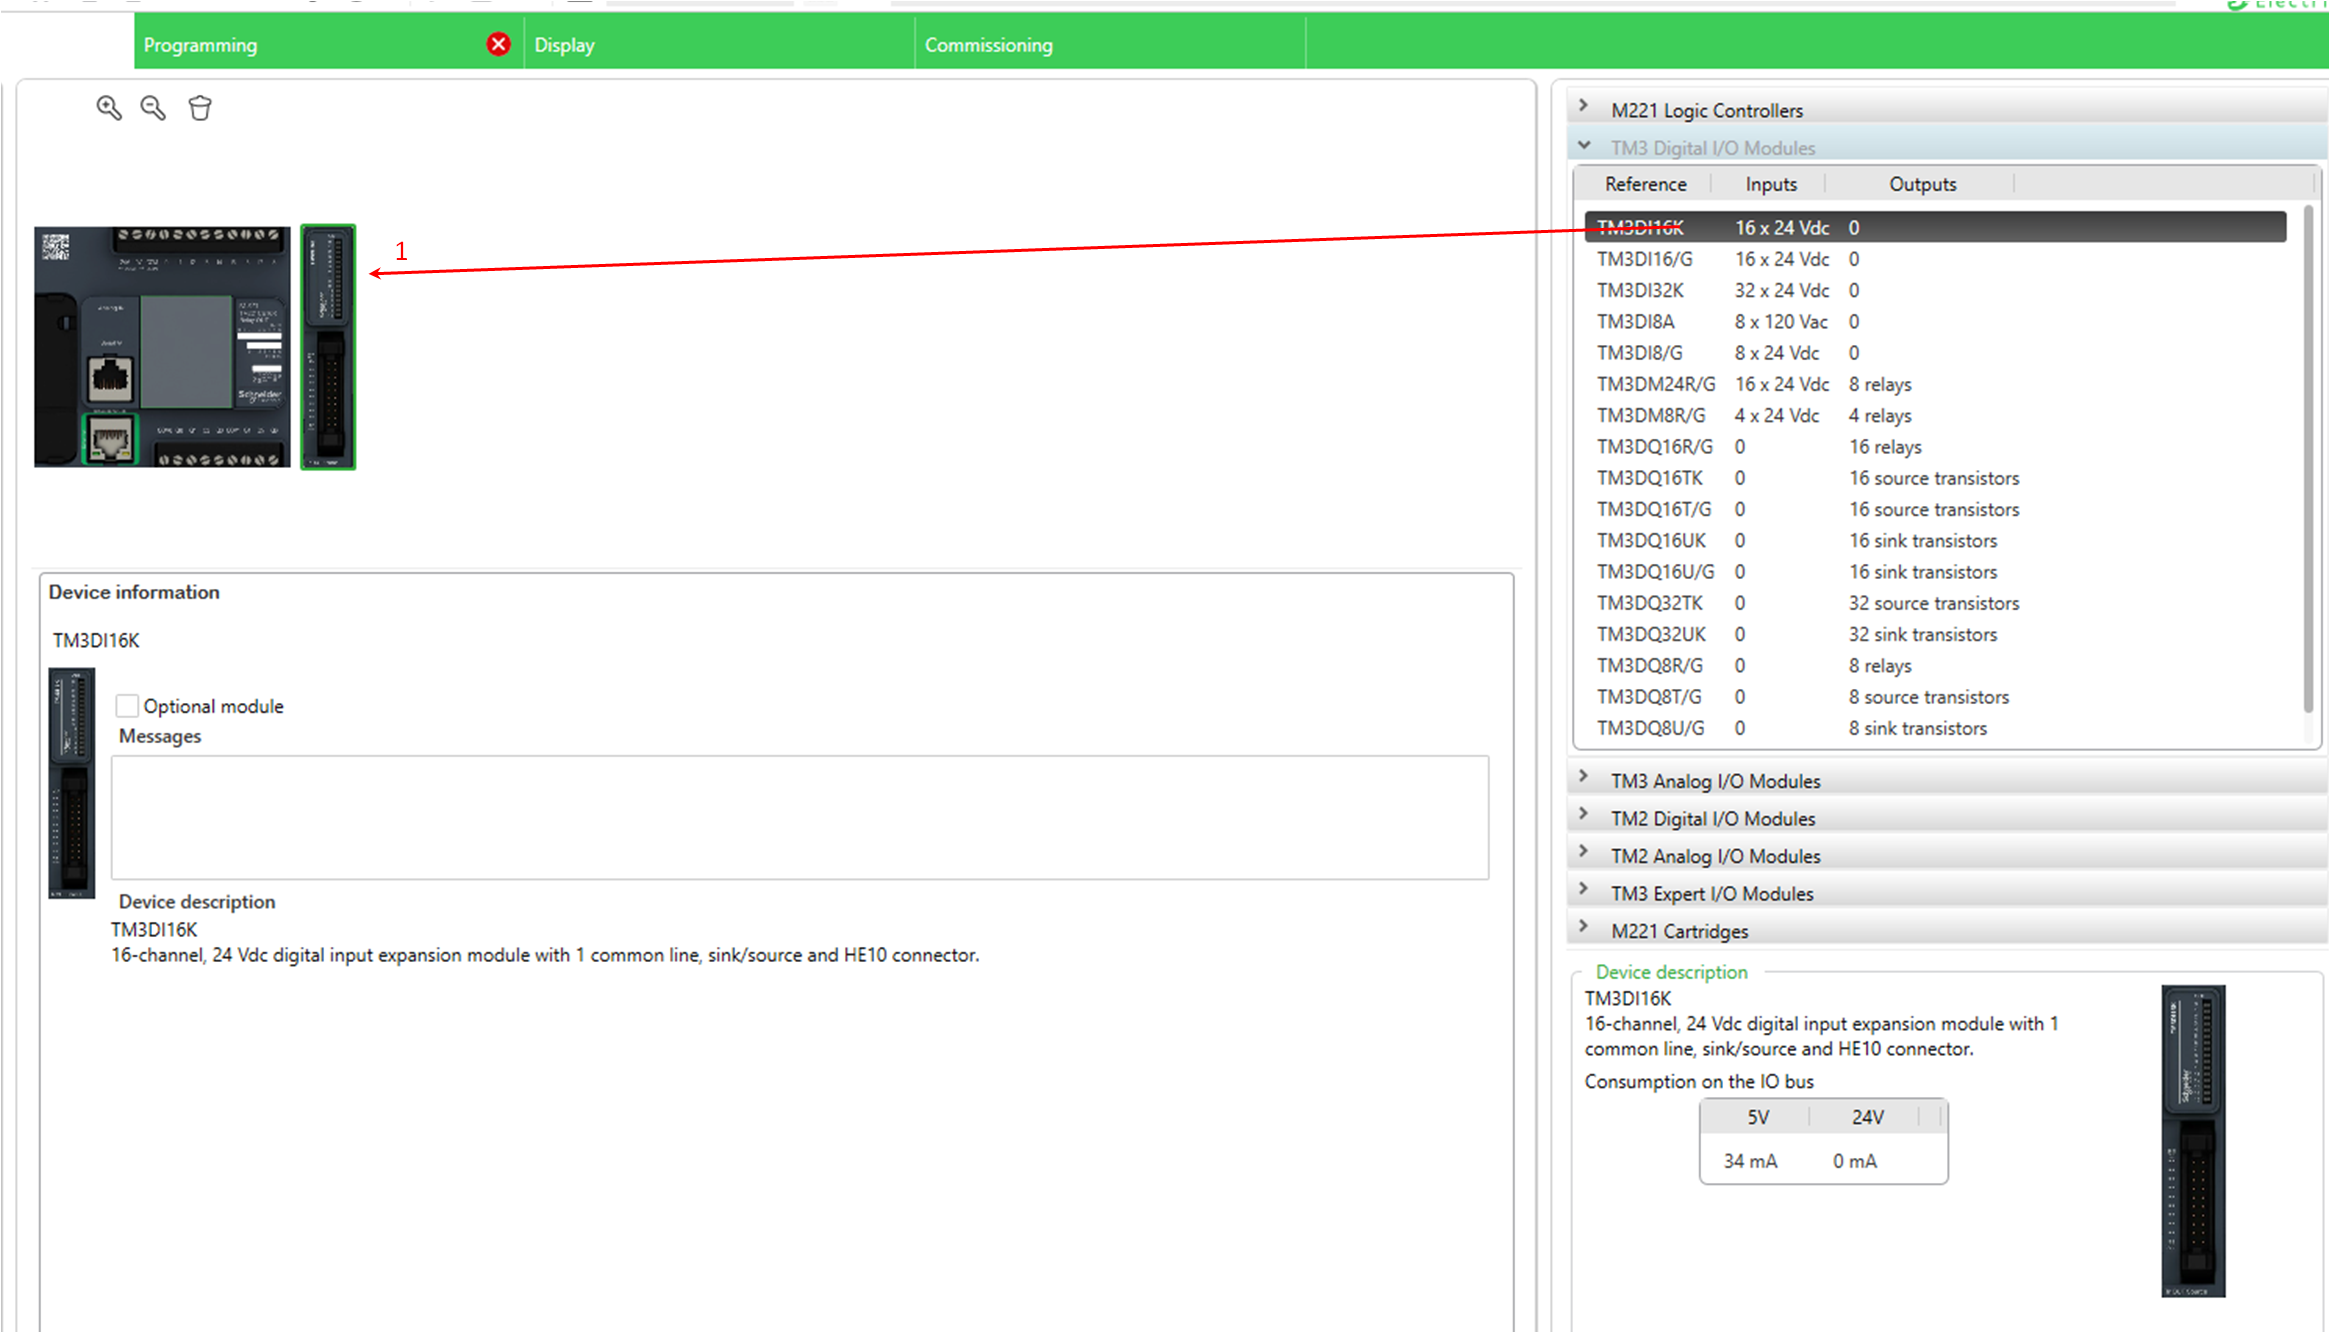 Programming
Display
Commissioning
1
Schneider
Device information
TM3DI16K
Optional module
Messages
Device description
TM3DI16K
16-channel, 24 Vdc digital input expansion module with 1 common line, sink/source and HE10 connector.
M221 Logic Controllers
TM3 Digital I/O Modules
Reference Inputs Outputs
TM3DI16K 16 x 24 Vdc 0
TM3DI16/G 16 x 24 Vdc 0
TM3DI32K 32 x 24 Vdc 0
TM3DI8A 8 x 120 Vac 0
TM3DI8/G 8 x 24 Vdc 0
TM3DM24R/G 16 x 24 Vdc 8 relays
TM3DM8R/G 4 x 24 Vdc 4 relays
TM3DQ16R/G 0 16 relays
TM3DQ16TK 0 16 source transistors
TM3DQ16T/G 0 16 source transistors
TM3DQ16UK 0 16 sink transistors
TM3DQ16U/G 0 16 sink transistors
TM3DQ32TK 0 32 source transistors
TM3DQ32UK 0 32 sink transistors
TM3DQ8R/G 0 8 relays
TM3DQ8T/G 0 8 source transistors
TM3DQ8U/G 0 8 sink transistors
TM3 Analog I/O Modules
TM2 Digital I/O Modules
TM2 Analog I/O Modules
TM3 Expert I/O Modules
M221 Cartridges
Device description
TM3DI16K
16-channel, 24 Vdc digital input expansion module with 1
common line, sink/source and HE10 connector.
Consumption on the IO bus
5V 24V
34 mA 0 mA
Schneider